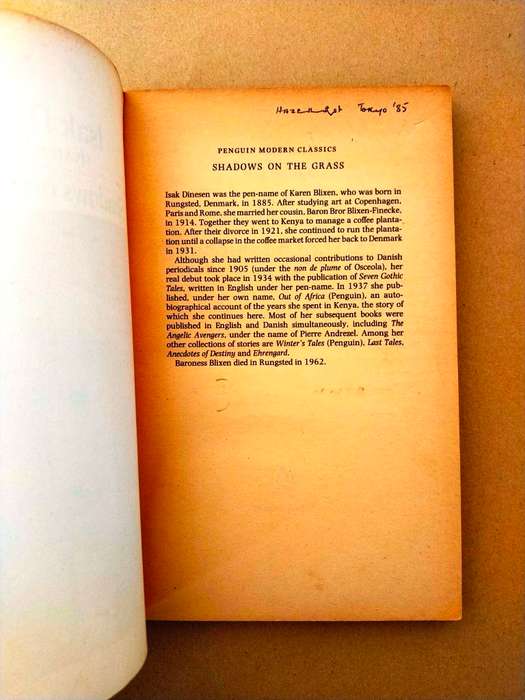 Tokyo '85
PENGUIN MODERN CLASSICS
SHADOWS ON THE GRASS
Isak Dinesen was the pen-name of Karen Blixen, who was born in
Rungsted, Denmark, in 1885. After studying art at Copenhagen,
Paris and Rome, she married her cousin, Baron Bror Blixen-Finecke,
in 1914. Together they went to Kenya to manage a coffee planta-
tion. After their divorce in 1921, she continued to run the planta-
tion until a collapse in the coffee market forced her back to Denmark
in 1931.
Although she had written occasional contributions to Danish
periodicals since 1905 (under the non de plume of Osceola), her
real debut took place in 1934 with the publication of Seven Gothic
Tales, written in English under her pen-name. In 1937 she pub-
lished, under her own name, Out of Africa (Penguin), an auto-
biographical account of the years she spent in Kenya, the story of
which she continues here. Most of her subsequent books were
published in English and Danish simultaneously, including The
Angelic Avengers, under the name of Pierre Andrezel. Among her
other collections of stories are Winter's Tales (Penguin), Last Tales,
Anecdotes of Destiny and Ehrengard.
Baroness Blixen died in Rungsted in 1962.